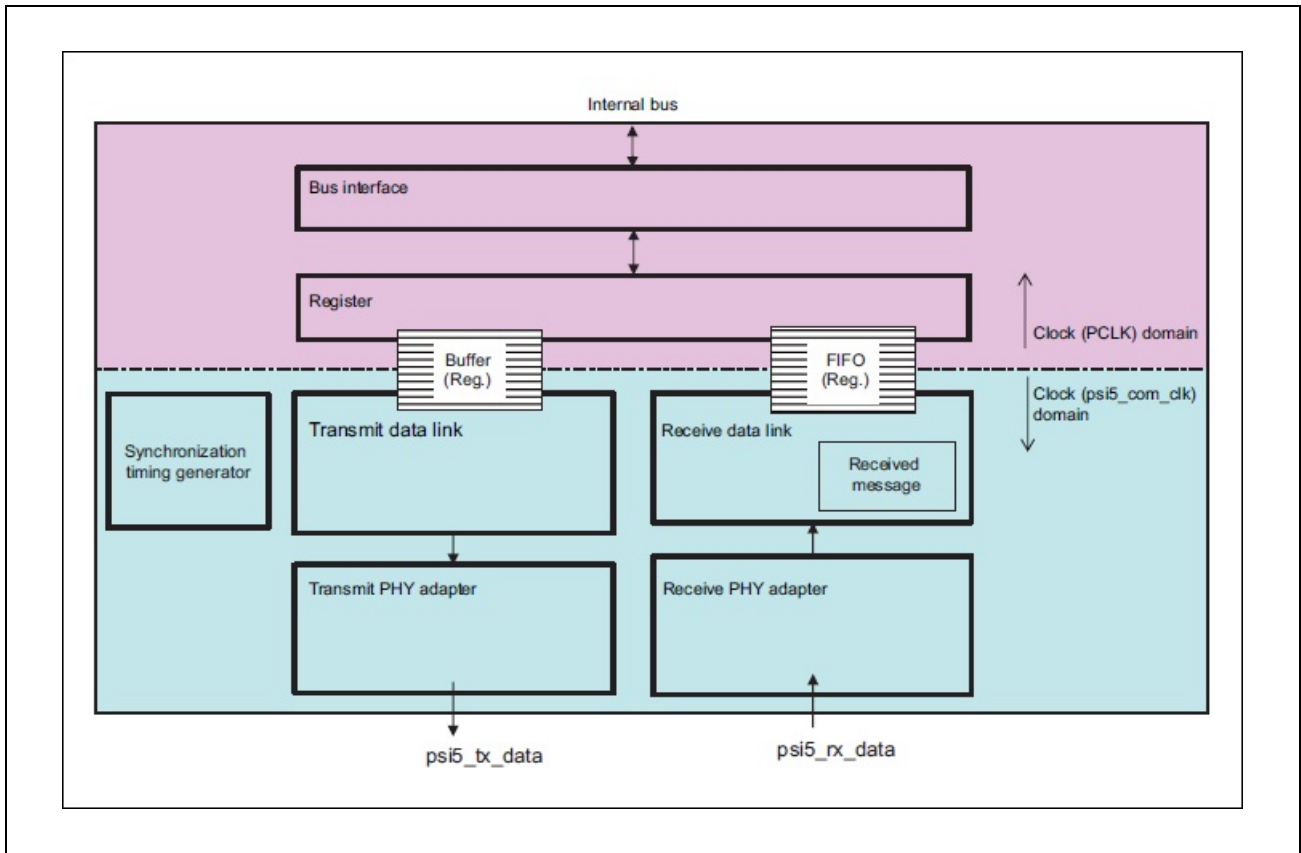 Internal bus
Bus interface
Register
Clock (PCLK) domain
Buffer
(Reg.)
FIFO
(Reg.)
Clock (psi5_com_clk)
domain
Synchronization
timing generator
Transmit data link
Receive data link
Received
message
Transmit PHY adapter
Receive PHY adapter
psi5_tx_data
psi5_rx_data